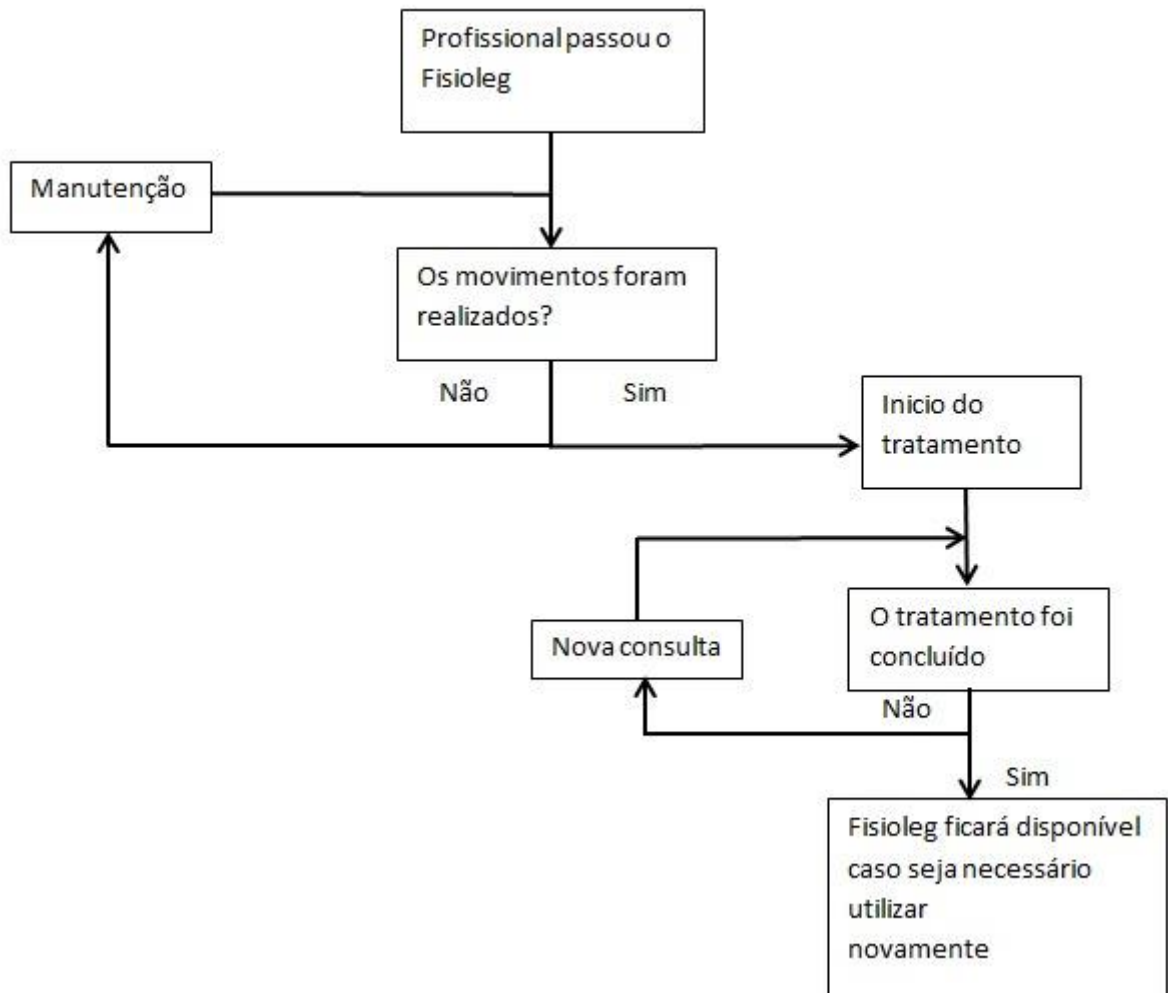 Profissional passou o
Fisioleg
Manutenção
Os movimentos foram
realizados?
Não
Sim
Inicio do
tratamento
O tratamento foi
concluído
Nova consulta
Não
Sim
Fisioleg ficará disponível
caso seja necessário
utilizar
novamente